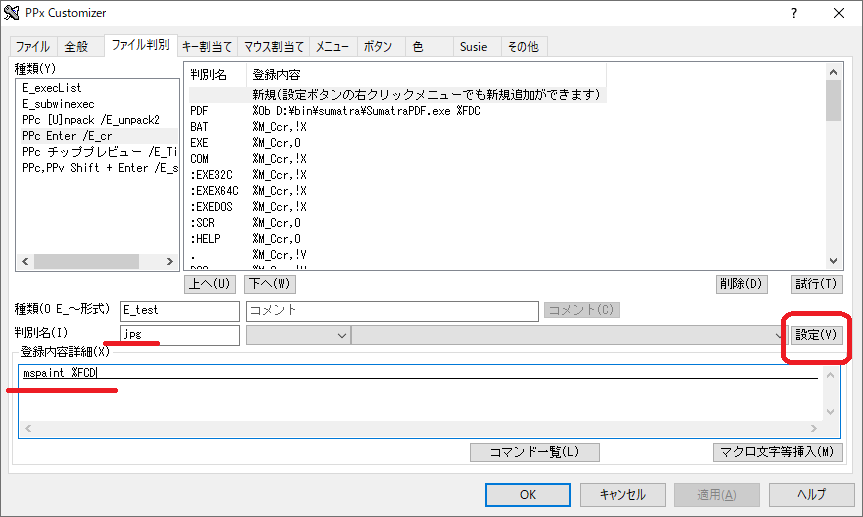 PPx Customizer
ファイル 全般 ファイル判別 キー割当て マウス割当て メニュー ボタン 色 Susie その他
種類(Y)
E_execList
E_subwinexec
PPc [U]npack /E_unpack2
PPc Enter /E_cr
PPc チッププレビュー /E_Ti
PPc,PPv Shift + Enter /E_s
判別名 登録内容
新規(設定ボタンの右クリックメニューでも新規追加ができます)
PDF %Ob D:¥bin¥sumatra¥SumatraPDF.exe %FDC
BAT %M_Ccr,!X
EXE %M_Ccr,O
COM %M_Ccr,!X
:EXE32C %M_Ccr,!X
:EXEX64C %M_Ccr,!X
:EXEDOS %M_Ccr,!X
:SCR %M_Ccr,O
:HELP %M_Ccr,O
. %M_Ccr,!Y
上へ(U) 下へ(W) 削除(D) 試行(T)
種類(O E_～形式) E_test コメント コメント(C)
判別名(I) jpg 設定(V)
登録内容詳細(X)
mspaint %FCD
コマンド一覧(L) マクロ文字等挿入(M)
OK キャンセル 適用(A) ヘルプ